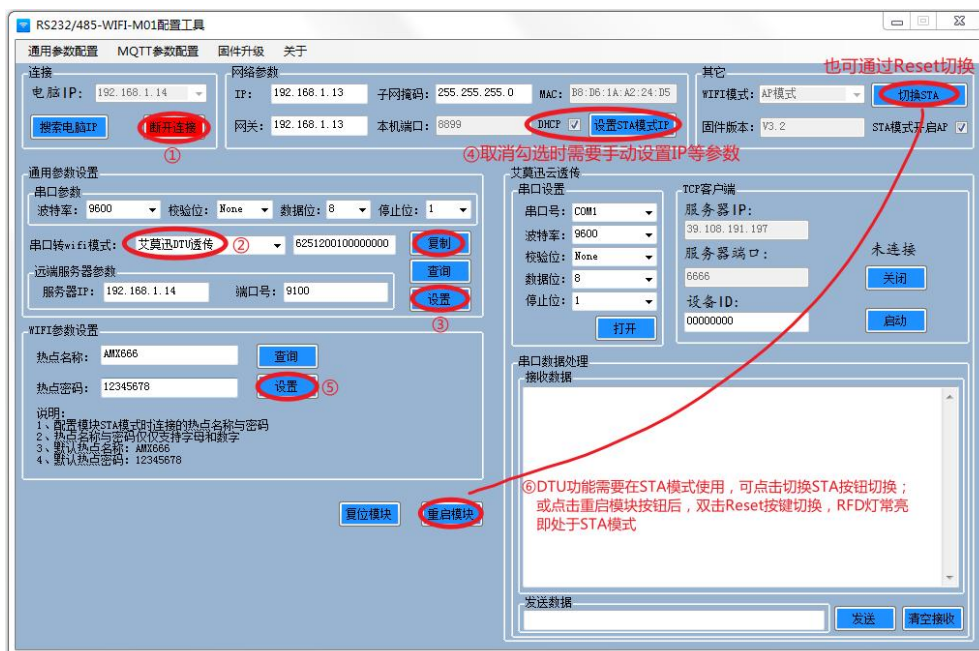 RS232/485-WIFI-M01配置工具
通用参数配置 MQTT参数配置 固件升级 关于
也可通过Reset切换
连接
电脑IP: 192.168.1.14
搜索电脑IP 断开连接
①
网络参数
IP: 192.168.1.13 子网掩码: 255.255.255.0 MAC: B8:D6:1A:A2:24:D5
网关: 192.168.1.13 本机端口: 8899 DHCP 设置STA模式IP
④取消勾选时需要手动设置IP等参数
其它
WIFI模式: AP模式 切换STA
固件版本: V3.2 STA模式开启AP
通用参数设置
串口参数
波特率: 9600 校验位: None 数据位: 8 停止位: 1
串口转wifi模式: 艾莫迅DTU透传 ② 6251200100000000 复制
查询
远端服务器参数
服务器IP: 192.168.1.14 端口号: 9100 设置
③
WIFI参数设置
热点名称: AMX666 查询
热点密码: 12345678 设置 ⑤
说明:
1、配置模块STA模式时连接的热点名称与密码
2、热点名称与密码仅仅支持字母和数字
3、默认热点名称: AMX666
4、默认热点密码: 12345678
复位模块 重启模块
艾莫迅云透传
串口设置
串口号: COM1
波特率: 9600
校验位: None
数据位: 8
停止位: 1
打开
TCP客户端
服务器IP:
39.108.191.197
服务器端口: 未连接
6666 关闭
设备ID:
00000000 启动
串口数据处理
接收数据
⑥DTU功能需要在STA模式使用，可点击切换STA按钮切换；
或点击重启模块按钮后，双击Reset按键切换，RFD灯常亮
即处于STA模式
发送数据
发送 清空接收